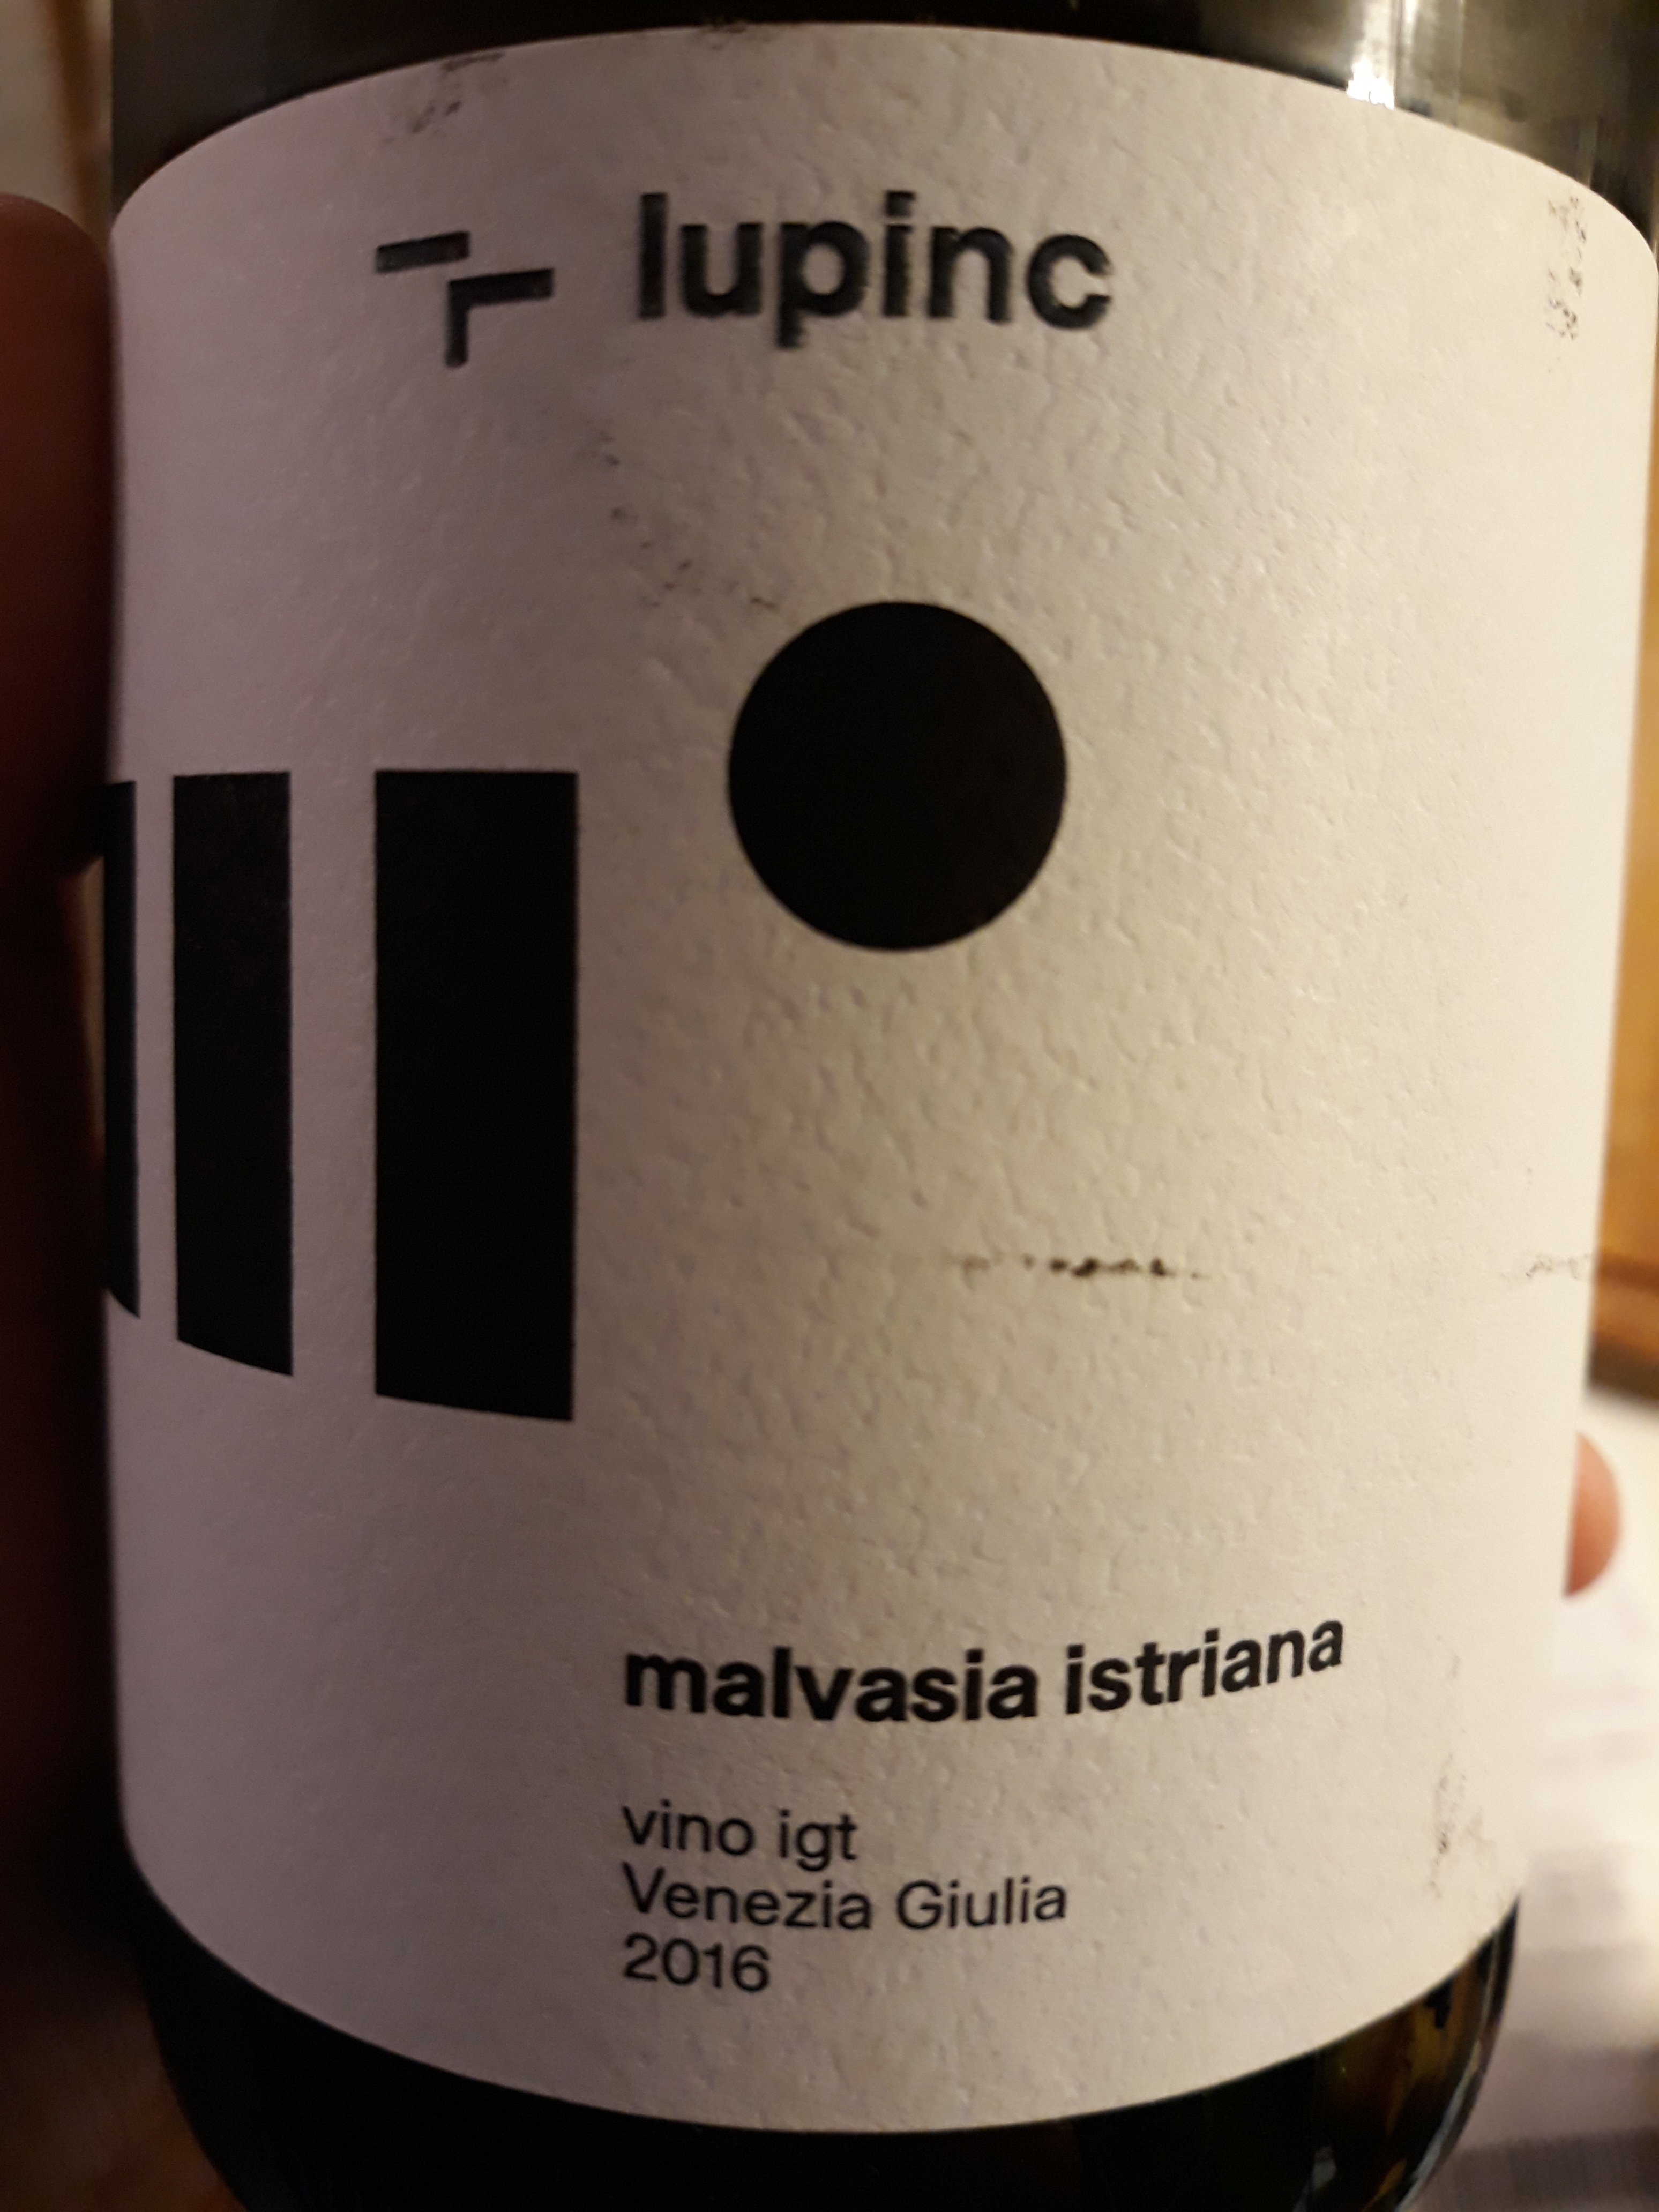 lupinc
malvasia istriana
vino igt
Venezia Giulia
2016